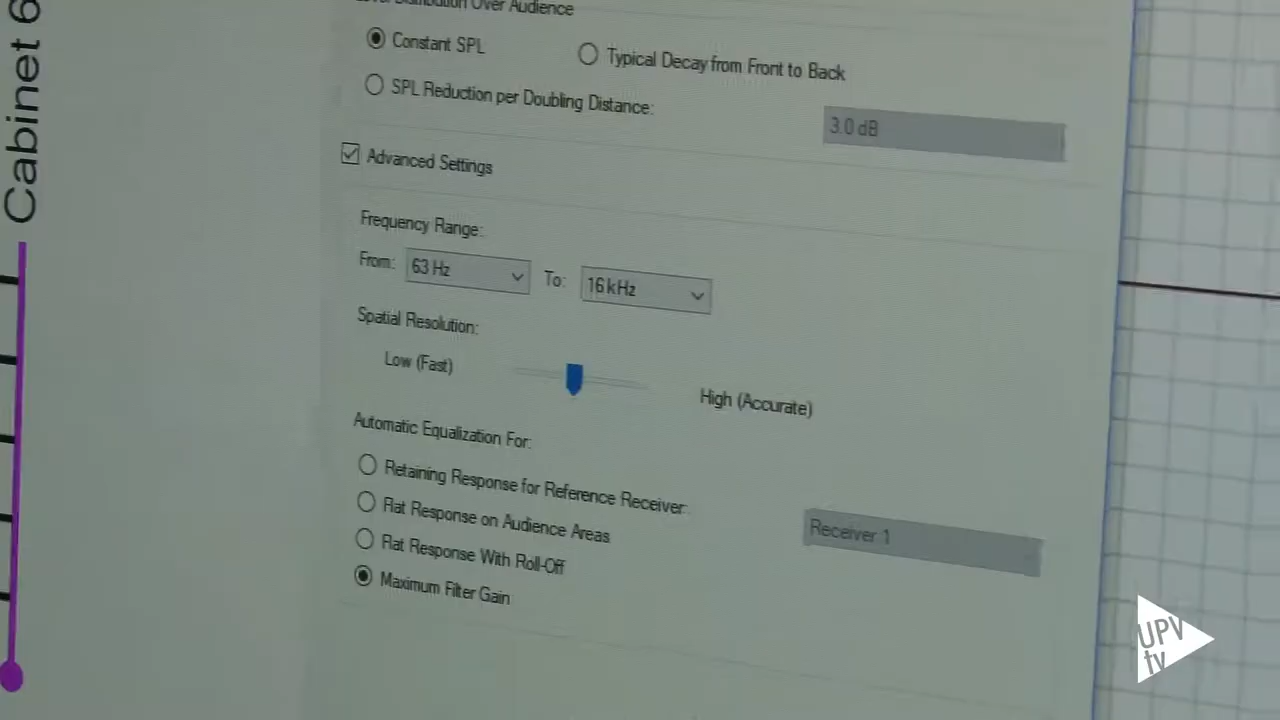 Distribution Over Audience
Constant SPL
Typical Decay from Front to Back
SPL Reduction per Doubling Distance:
3.0 dB
Advanced Settings
Frequency Range:
From: 63 Hz To: 16 kHz
Spatial Resolution:
Low (Fast)
High (Accurate)
Automatic Equalization For:
Retaining Response for Reference Receiver:
Receiver 1
Flat Response on Audience Areas
Flat Response With Roll-Off
Maximum Filter Gain
Cabinet 6
UPV
tv